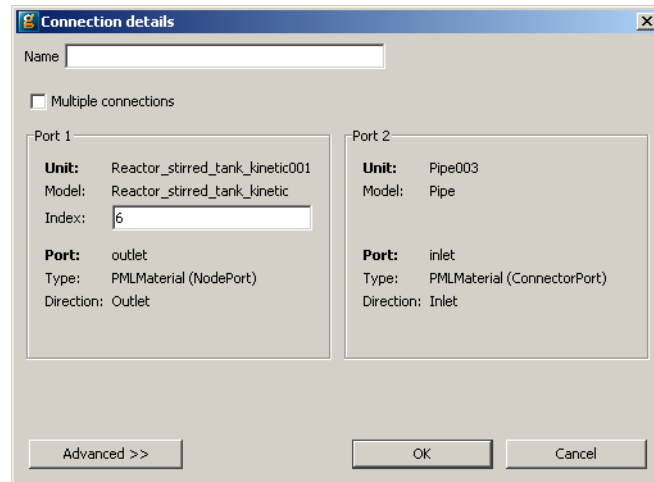 Connection details
Name
Multiple connections
Port 1
Unit: Reactor_stirred_tank_kinetic001
Model: Reactor_stirred_tank_kinetic
Index: 6
Port: outlet
Type: PMLMaterial (NodePort)
Direction: Outlet
Port 2
Unit: Pipe003
Model: Pipe
Port: inlet
Type: PMLMaterial (ConnectorPort)
Direction: Inlet
Advanced >>
OK
Cancel